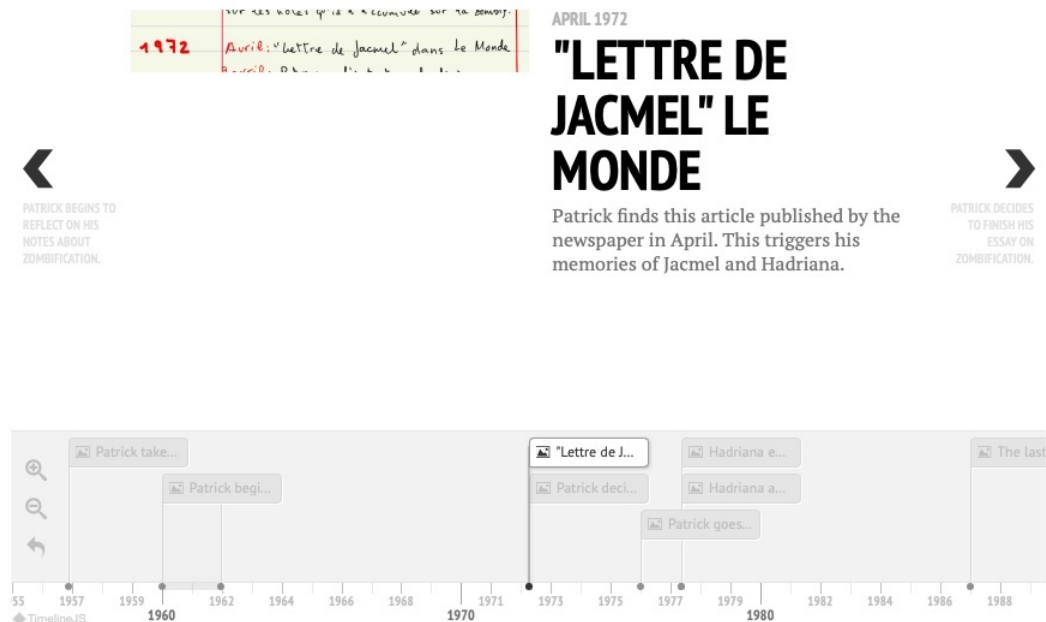 1972
Avril: "Lettre de Jacmel" dans Le Monde
APRIL 1972
"LETTRE DE
JACMEL" LE
MONDE
Patrick finds this article published by the
newspaper in April. This triggers his
memories of Jacmel and Hadriana.
PATRICK BEGINS TO
REFLECT ON HIS
NOTES ABOUT
ZOMBIFICATION.
PATRICK DECIDES
TO FINISH HIS
ESSAY ON
ZOMBIFICATION.
Patrick take... "Lettre de J... Hadriana e... The last
Patrick begi... Patrick deci... Hadriana a...
Patrick goes...
55 1957 1959 1962 1964 1966 1968 1971 1973 1975 1977 1979 1982 1984 1986 1988
1960 1970 1980
TimelineJS